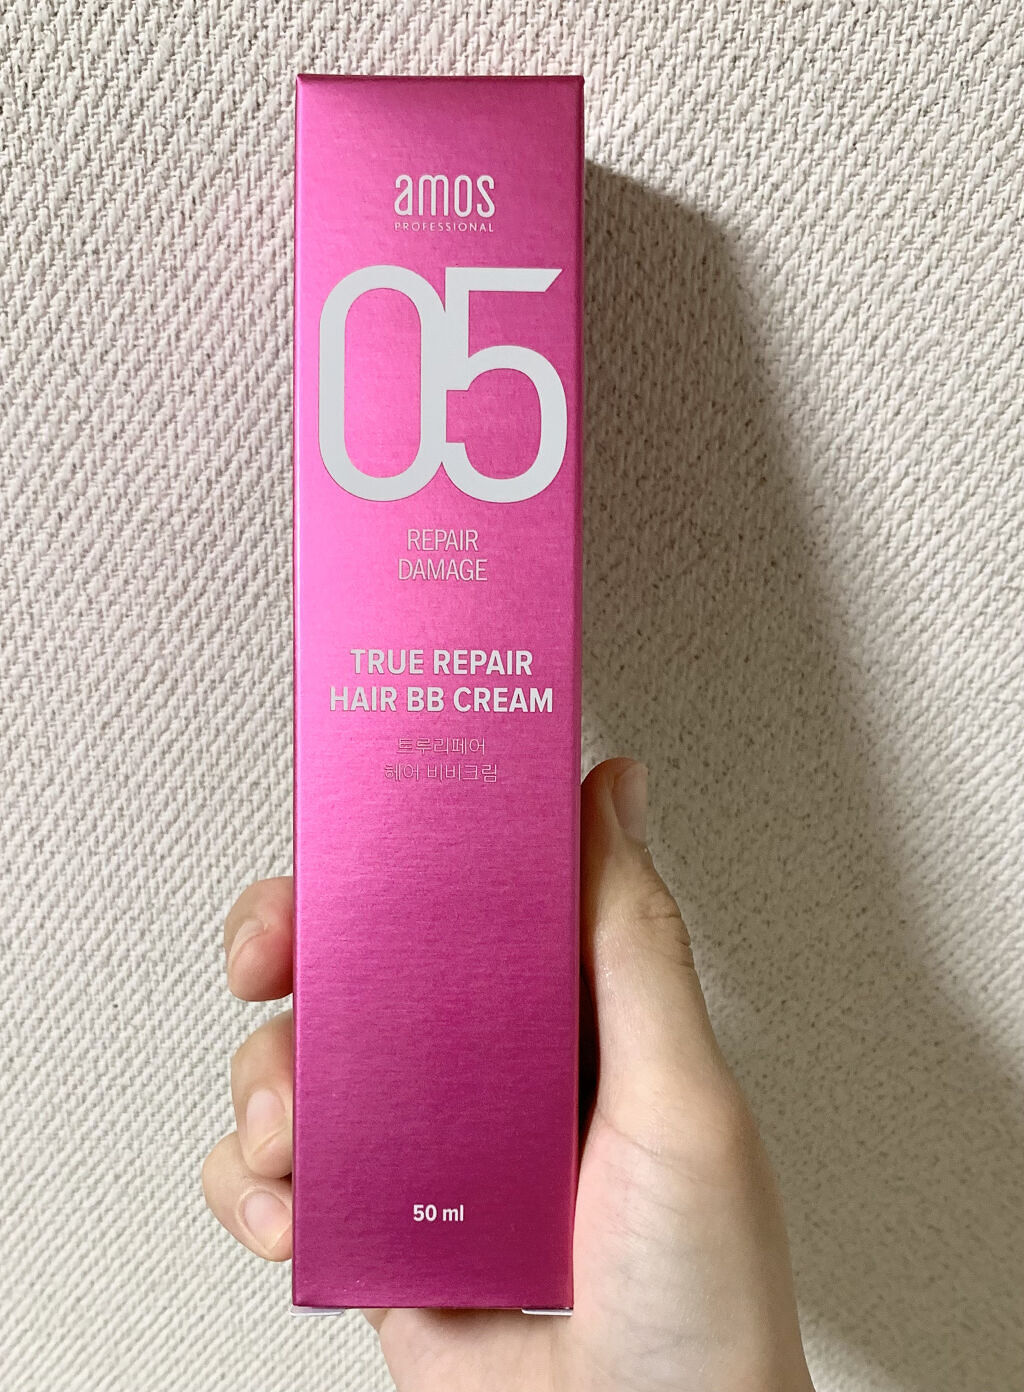 amos
PROFESSIONAL
05
REPAIR
DAMAGE
TRUE REPAIR
HAIR BB CREAM
트루리페어
헤어 비비크림
50 ml